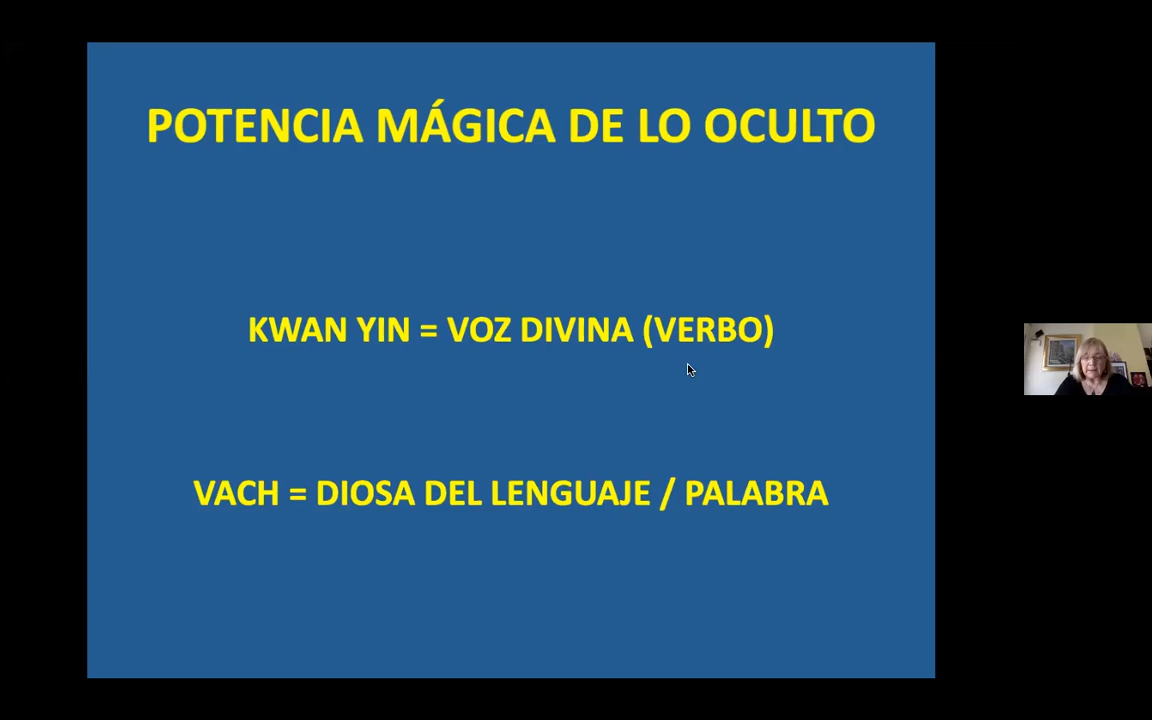 POTENCIA MÁGICA DE LO OCULTO
KWAN YIN = VOZ DIVINA (VERBO)
VACH = DIOSA DEL LENGUAJE / PALABRA